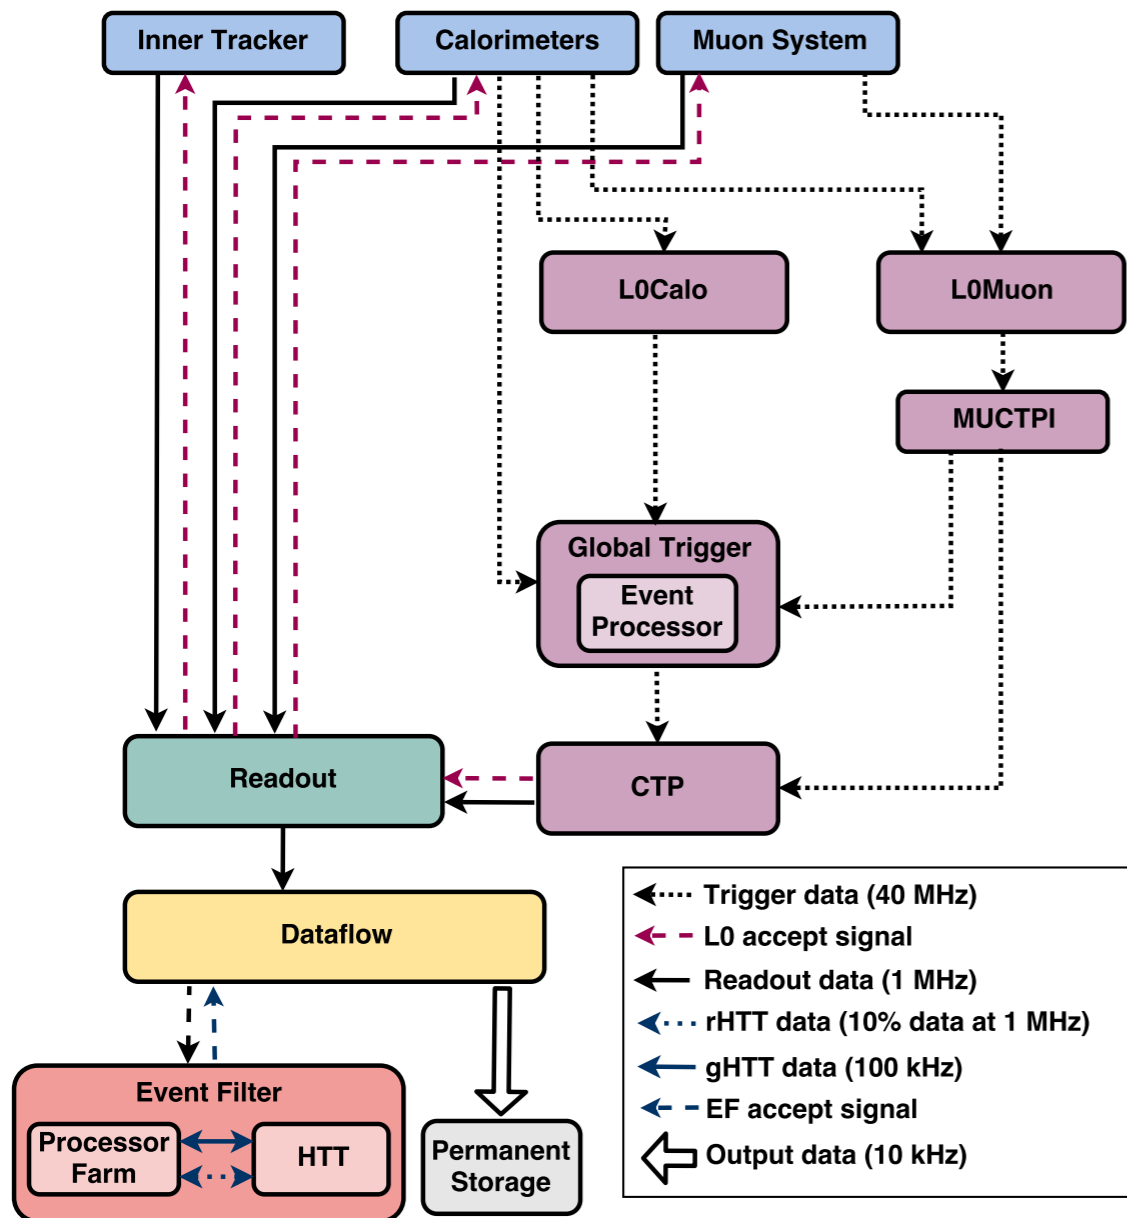 Inner Tracker
Calorimeters
Muon System
L0Calo
L0Muon
MUCTPI
Global Trigger
Event
Processor
Readout
CTP
Dataflow
Event Filter
Processor
Farm
HTT
Permanent
Storage
Trigger data (40 MHz)
L0 accept signal
Readout data (1 MHz)
rHTT data (10% data at 1 MHz)
gHTT data (100 kHz)
EF accept signal
Output data (10 kHz)